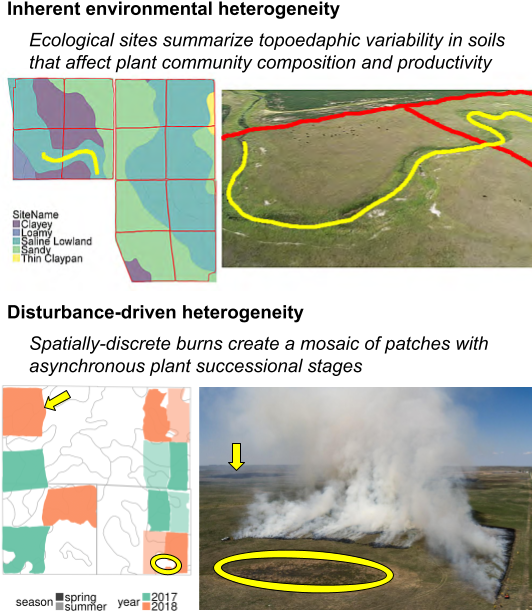 Inherent environmental heterogeneity
Ecological sites summarize topoedaphic variability in soils
that affect plant community composition and productivity
SiteName
Clayey
Loamy
Saline Lowland
Sandy
Thin Claypan
Disturbance-driven heterogeneity
Spatially-discrete burns create a mosaic of patches with
asynchronous plant successional stages
season spring year 2017
summer 2018